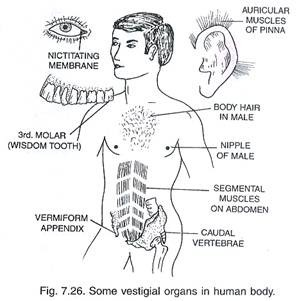 AURICULAR
MUSCLES
OF PINNA
NICTITATING
MEMBRANE
3rd. MOLAR
(WISDOM TOOTH)
BODY HAIR
IN MALE
NIPPLE
OF MALE
SEGMENTAL
MUSCLES
ON ABDOMEN
VERMIFORM
APPENDIX
CAUDAL
VERTEBRAE
Fig. 7.26. Some vestigial organs in human body.